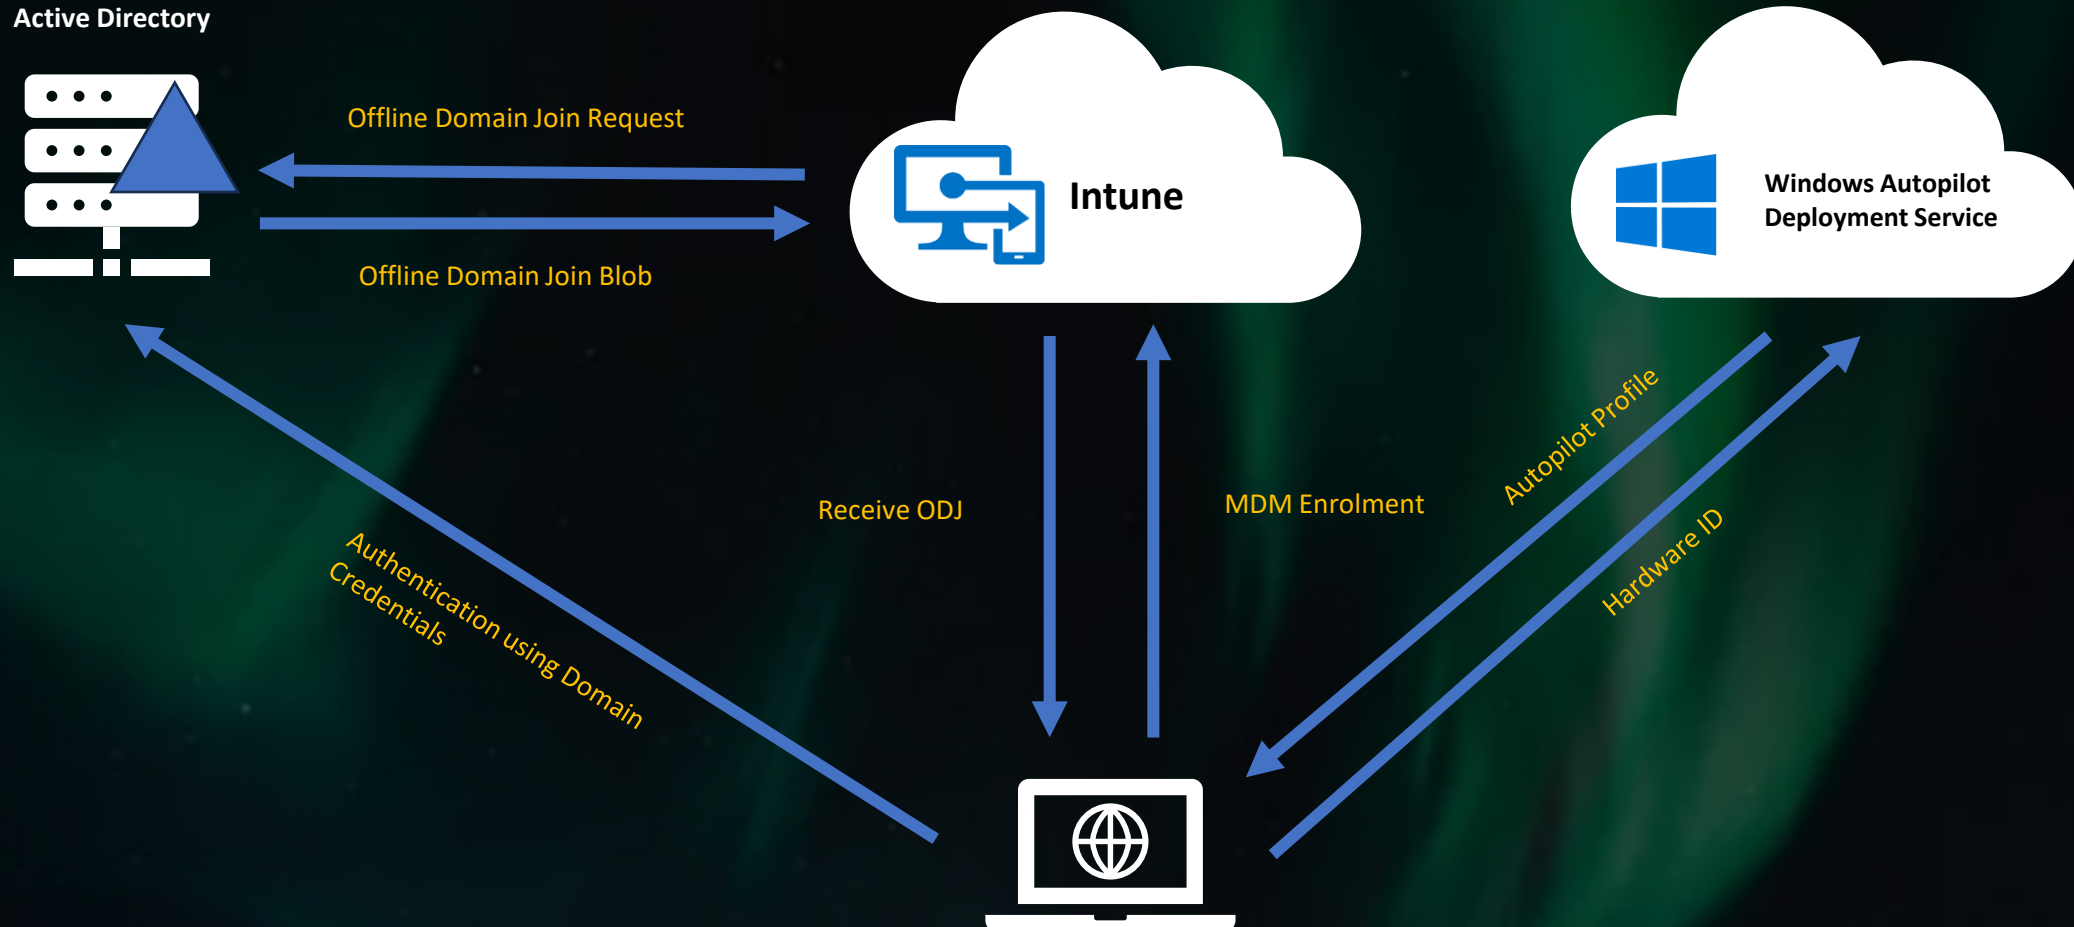 Active Directory
Offline Domain Join Request
Offline Domain Join Blob
Intune
Windows Autopilot
Deployment Service
Receive ODJ
MDM Enrolment
Autopilot Profile
Hardware ID
Authentication using Domain
Credentials